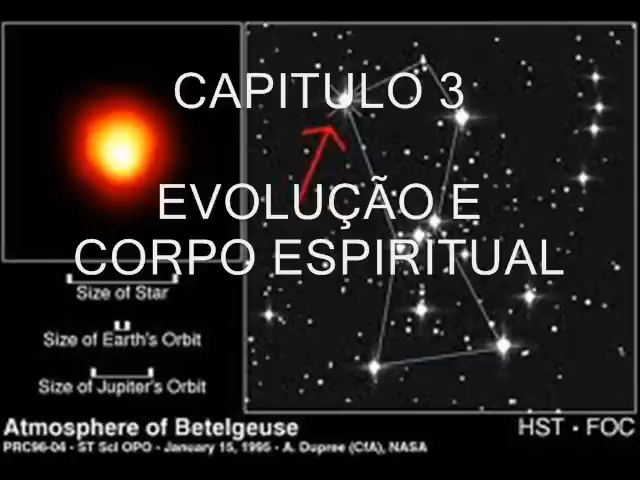 CAPITULO 3
EVOLUÇÃO E
CORPO ESPIRITUAL
Size of Star
Size of Earth's Orbit
Size of Jupiter's Orbit
Atmosphere of Betelgeuse
HST • FOC
PRC96-04 • ST ScI OPO • January 15, 1995 • A. Dupree (CfA), NASA